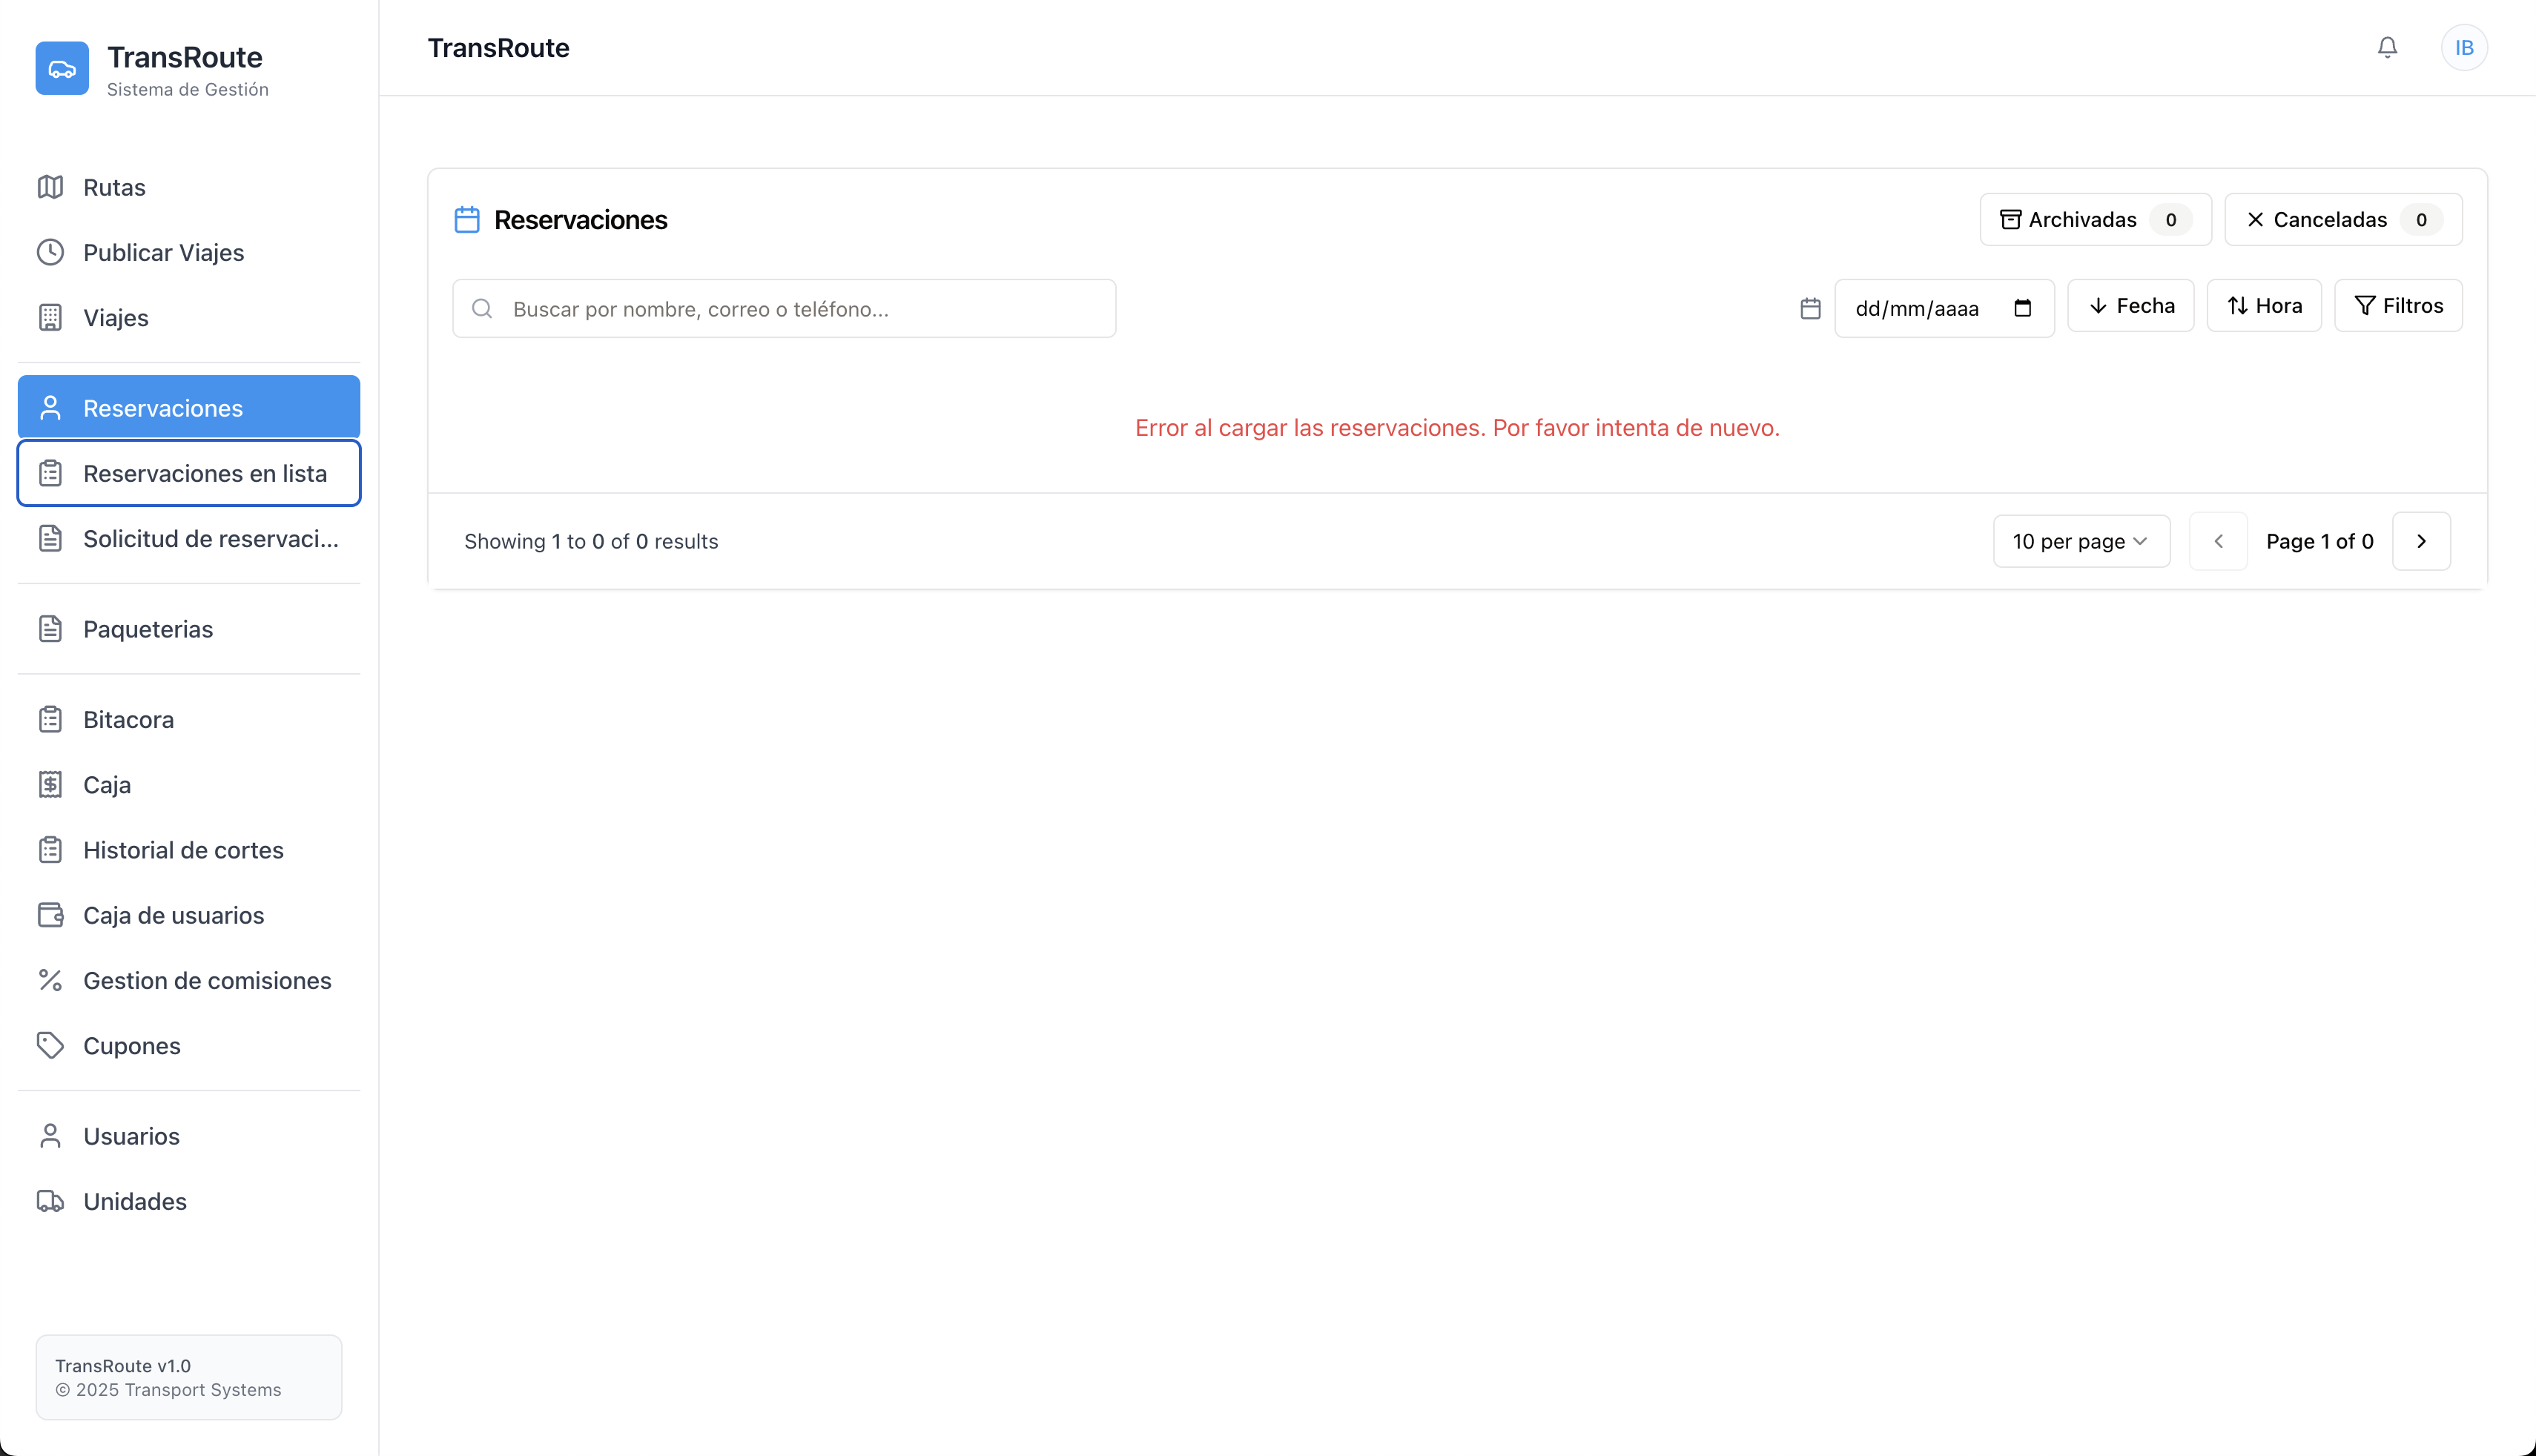 TransRoute
Sistema de Gestión
Rutas
Publicar Viajes
Viajes
Reservaciones
Reservaciones en lista
Solicitud de reservaci...
Paqueterias
Bitacora
Caja
Historial de cortes
Caja de usuarios
Gestion de comisiones
Cupones
Usuarios
Unidades
TransRoute v1.0
© 2025 Transport Systems
TransRoute
IB
Reservaciones
Archivadas 0
Canceladas 0
Buscar por nombre, correo o teléfono...
dd/mm/aaaa
Fecha
Hora
Filtros
Error al cargar las reservaciones. Por favor intenta de nuevo.
Showing 1 to 0 of 0 results
10 per page
Page 1 of 0